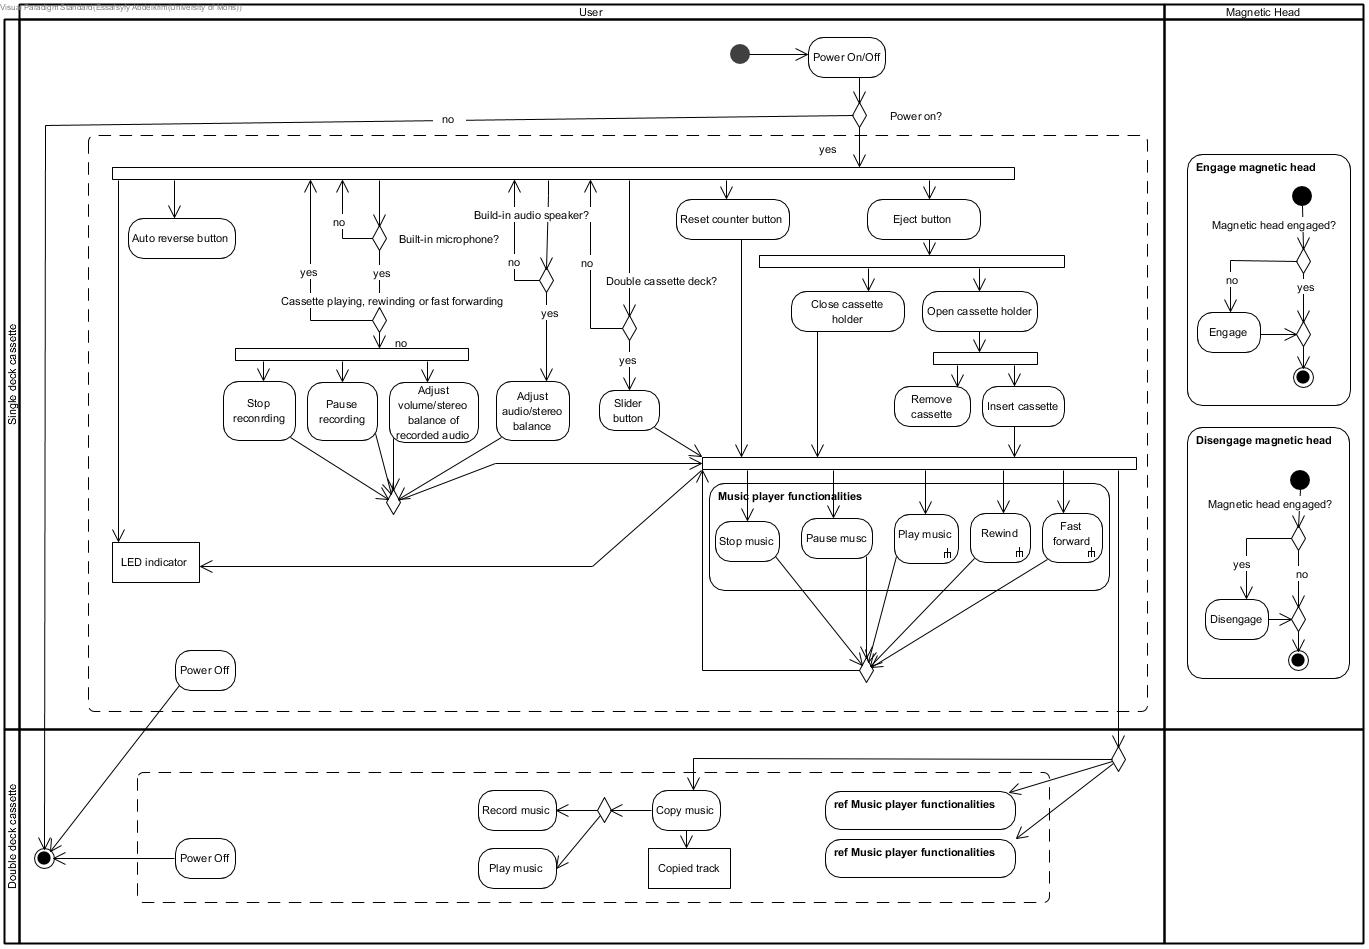 Visual Paradigm Standard(Essarsyfy Abdelkrim(University of Mons))
User
Magnetic Head
Power On/Off
no
Power on?
yes
Engage magnetic head
Build-in audio speaker?
Reset counter button
Eject button
no
Auto reverse button
Built-in microphone?
Magnetic head engaged?
yes
yes
no
no
Double cassette deck?
no
yes
Cassette playing, rewinding or fast forwarding
yes
Close cassette
holder
Open cassette holder
Engage
no
yes
Single deck cassette
Stop
reconrding
Pause
recording
Adjust
volume/stereo
balance of
recorded audio
Adjust
audio/stereo
balance
Slider
button
Remove
cassette
Insert cassette
Disengage magnetic head
Music player functionalities
Magnetic head engaged?
Stop music
Pause musc
Play music
Rewind
Fast
forward
LED indicator
yes
no
Disengage
Power Off
Double deck cassette
Record music
Copy music
ref Music player functionalities
Power Off
Play music
Copied track
ref Music player functionalities